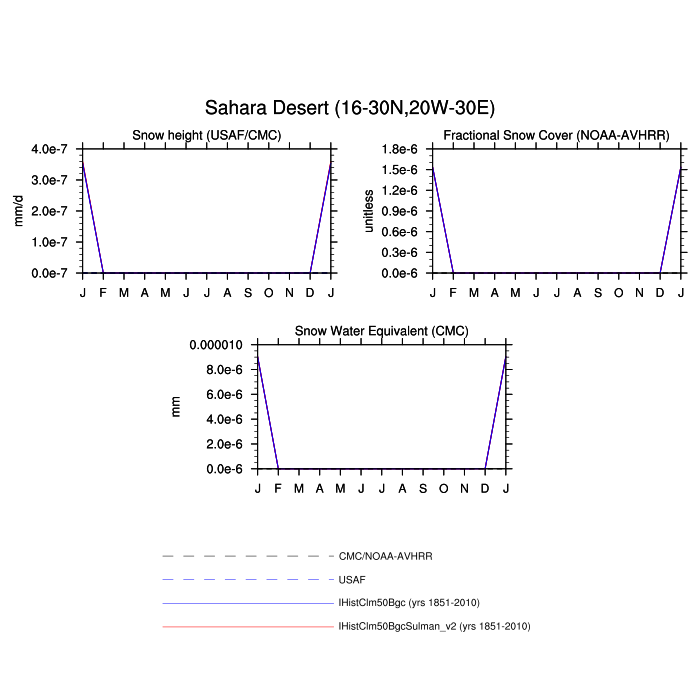 Sahara Desert (16-30N,20W-30E)
Snow height (USAF/CMC)
4.0e-7
3.0e-7
2.0e-7
1.0e-7
0.0e-7
mm/d
J F M A M J J A S O N D J
Fractional Snow Cover (NOAA-AVHRR)
1.8e-6
1.5e-6
1.2e-6
0.9e-6
0.6e-6
0.3e-6
0.0e-6
unitless
J F M A M J J A S O N D J
Snow Water Equivalent (CMC)
0.000010
8.0e-6
6.0e-6
4.0e-6
2.0e-6
0.0e-6
mm
J F M A M J J A S O N D J
CMC/NOAA-AVHRR
USAF
IHistClm50Bgc (yrs 1851-2010)
IHistClm50BgcSulman_v2 (yrs 1851-2010)